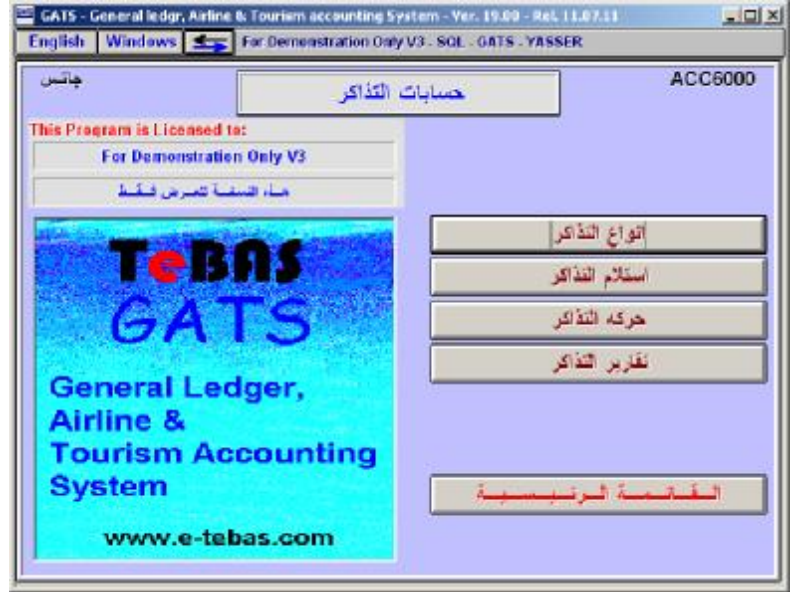 GATS - General ledgr, Airline & Tourism accounting System - Ver. 19.00 - Rel. 11.07.11
English Windows For Demonstration Only V3 - SQL - GATS - YASSER
جاتس
حسابات التذاكر
ACC6000
This Program is Licensed to:
For Demonstration Only V3
هذه النسخة للعرض فقط
TeBAS
GATS
General Ledger,
Airline &
Tourism Accounting
System
www.e-tebas.com
انواع التذاكر
استلام التذاكر
حركه التذاكر
تقارير التذاكر
القائمة الرئيسية